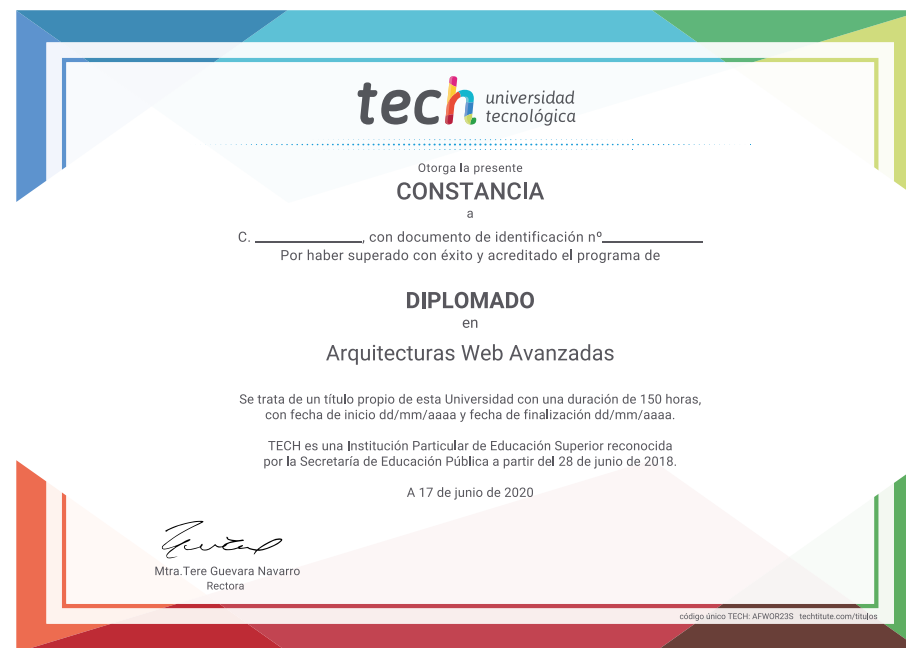 tech universidad
tecnológica
Otorga la presente
CONSTANCIA
a
C. ____________, con documento de identificación nº____________
Por haber superado con éxito y acreditado el programa de
DIPLOMADO
en
Arquitecturas Web Avanzadas
Se trata de un título propio de esta Universidad con una duración de 150 horas,
con fecha de inicio dd/mm/aaaa y fecha de finalización dd/mm/aaaa.
TECH es una Institución Particular de Educación Superior reconocida
por la Secretaría de Educación Pública a partir del 28 de junio de 2018.
A 17 de junio de 2020
Mtra.Tere Guevara Navarro
Rectora
código único TECH: AFWOR23S techtitute.com/titulos